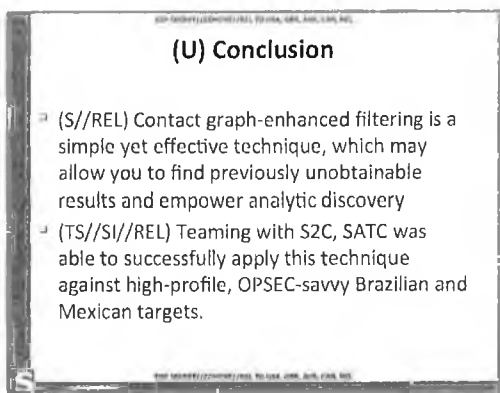 (U) Conclusion
(S//REL) Contact graph-enhanced filtering is a
simple yet effective technique, which may
allow you to find previously unobtainable
results and empower analytic discovery
(TS//SI//REL) Teaming with S2C, SATC was
able to successfully apply this technique
against high-profile, OPSEC-savvy Brazilian and
Mexican targets.
S